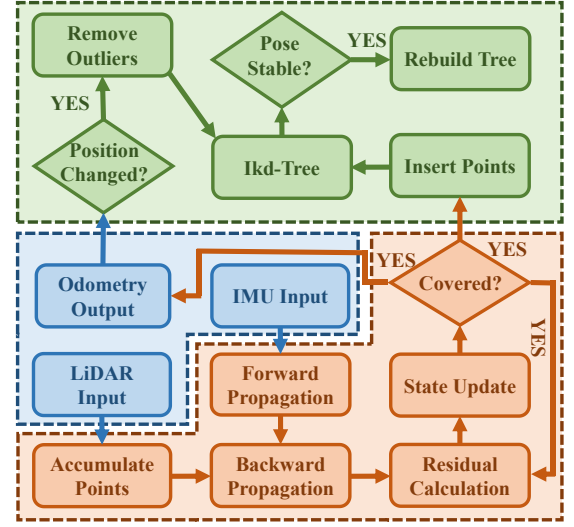 Remove
Outliers
Pose
Stable?
YES
Rebuild Tree
YES
Position
Changed?
Ikd-Tree
Insert Points
YES
YES
Odometry
Output
IMU Input
Covered?
YES
LiDAR
Input
Forward
Propagation
State Update
Accumulate
Points
Backward
Propagation
Residual
Calculation